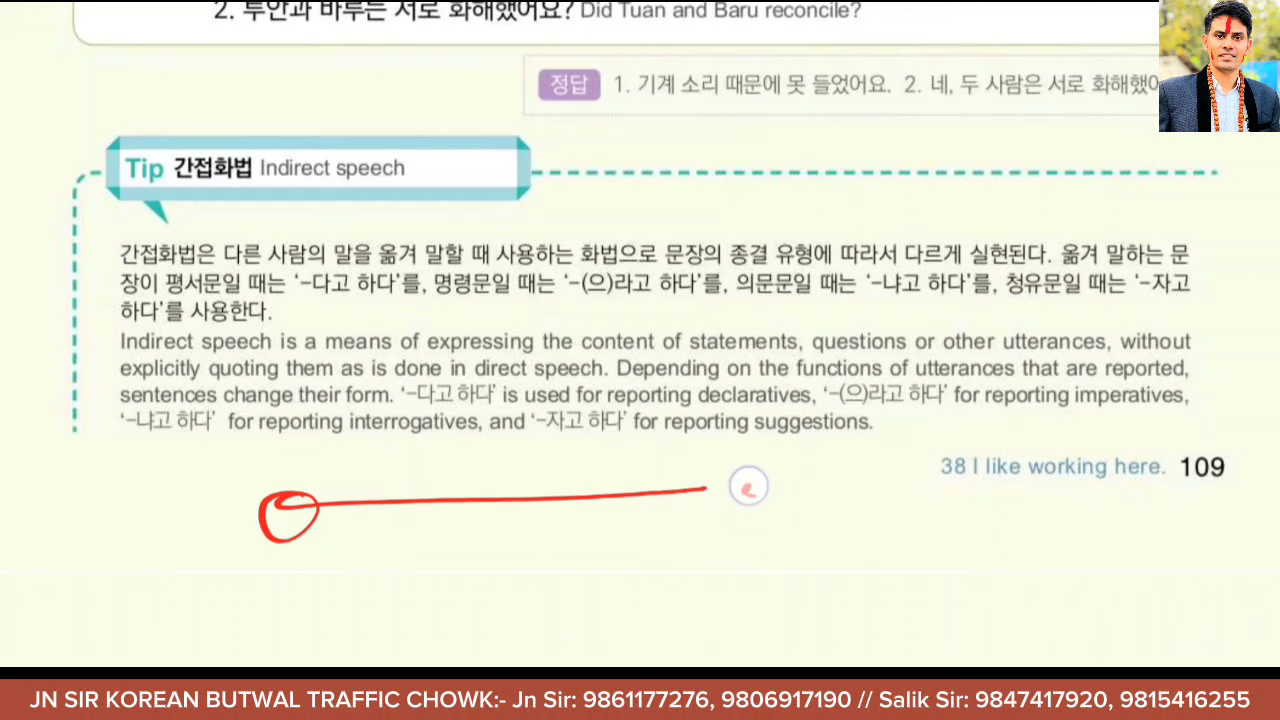 2. 투안과 바루는 서로 화해했어요? Did Tuan and Baru reconcile?
정답 1. 기계 소리 때문에 못 들었어요. 2. 네, 두 사람은 서로 화해했어
Tip 간접화법 Indirect speech
간접화법은 다른 사람의 말을 옮겨 말할 때 사용하는 화법으로 문장의 종결 유형에 따라서 다르게 실현된다. 옮겨 말하는 문
장이 평서문일 때는 ‘-다고 하다’를, 명령문일 때는 ‘-(으)라고 하다’를, 의문문일 때는 ‘-냐고 하다’를, 청유문일 때는 ‘-자고
하다’를 사용한다.
Indirect speech is a means of expressing the content of statements, questions or other utterances, without
explicitly quoting them as is done in direct speech. Depending on the functions of utterances that are reported,
sentences change their form. ‘-다고 하다’ is used for reporting declaratives, ‘-(으)라고 하다’ for reporting imperatives,
‘-냐고 하다’ for reporting interrogatives, and ‘-자고 하다’ for reporting suggestions.
38 I like working here. 109
JN SIR KOREAN BUTWAL TRAFFIC CHOWK:- Jn Sir: 9861177276, 9806917190 // Salik Sir: 9847417920, 9815416255